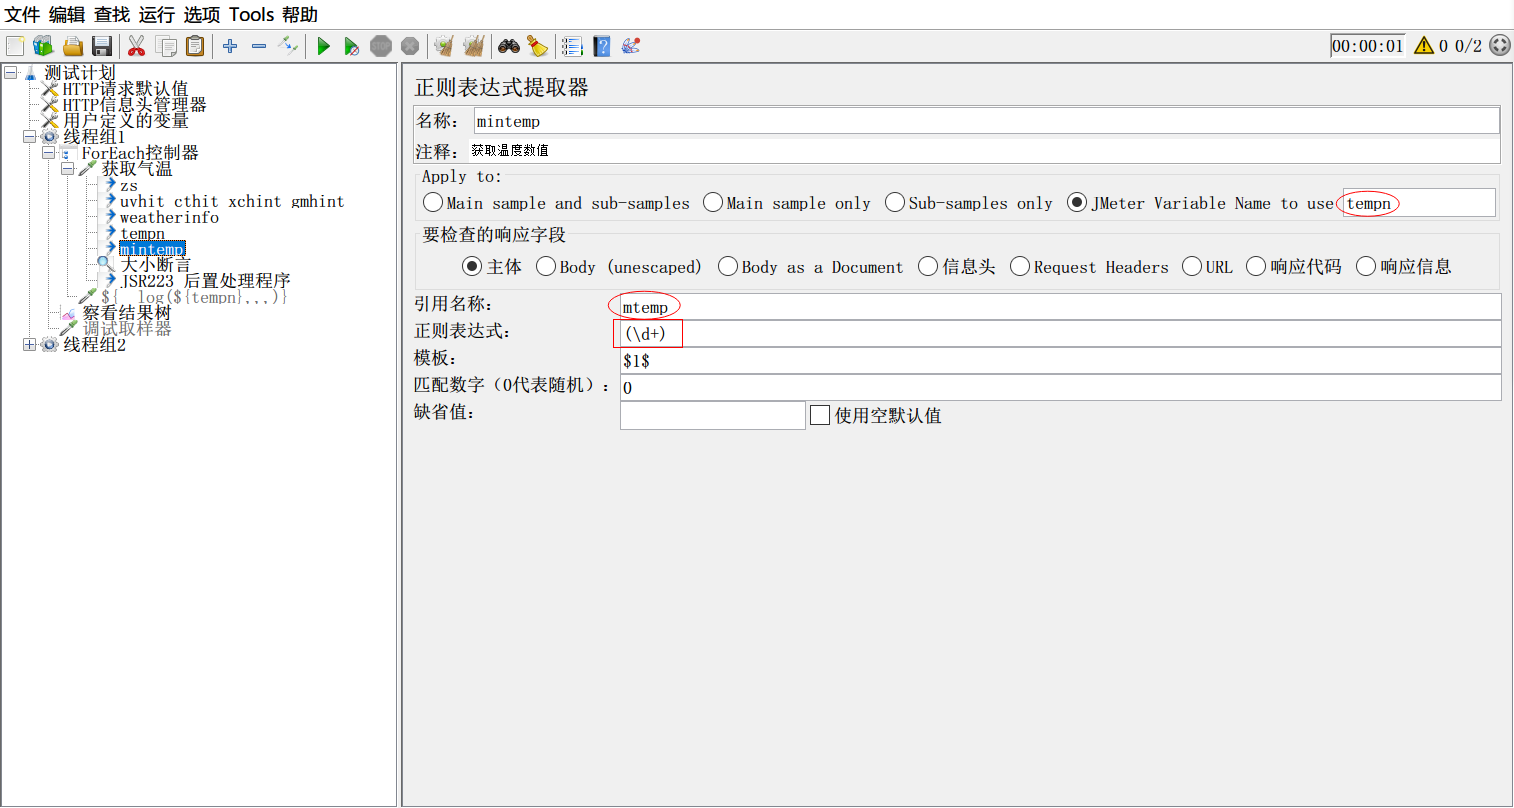 文件 编辑 查找 运行 选项 Tools 帮助
STOP 00:00:01 0 0/2
测试计划
HTTP请求默认值
HTTP信息头管理器
用户定义的变量
线程组1
ForEach控制器
获取气温
zs
uvhit cthit xchint gmhint
weatherinfo
tempn
mintemp
大小断言
JSR223 后置处理程序
${__log(${tempn},,,)}
察看结果树
调试取样器
线程组2
正则表达式提取器
名称: mintemp
注释: 获取温度数值
Apply to:
Main sample and sub-samples Main sample only Sub-samples only JMeter Variable Name to use tempn
要检查的响应字段
主体 Body (unescaped) Body as a Document 信息头 Request Headers URL 响应代码 响应信息
引用名称: mtemp
正则表达式: (\d+)
模板: $1$
匹配数字（0代表随机）: 0
缺省值: 使用空默认值